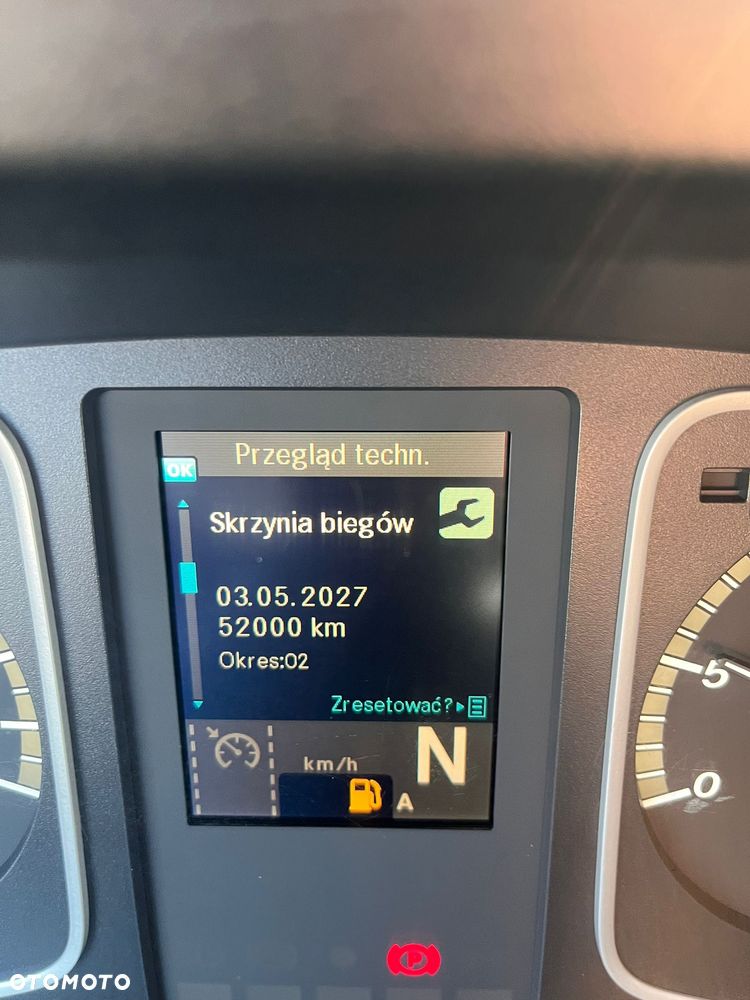 Przegląd techn.
OK
Skrzynia biegów
03.05.2027
52000 km
Okres:02
Zresetować?
km/h
N
A
5
0
P
OTOMOTO